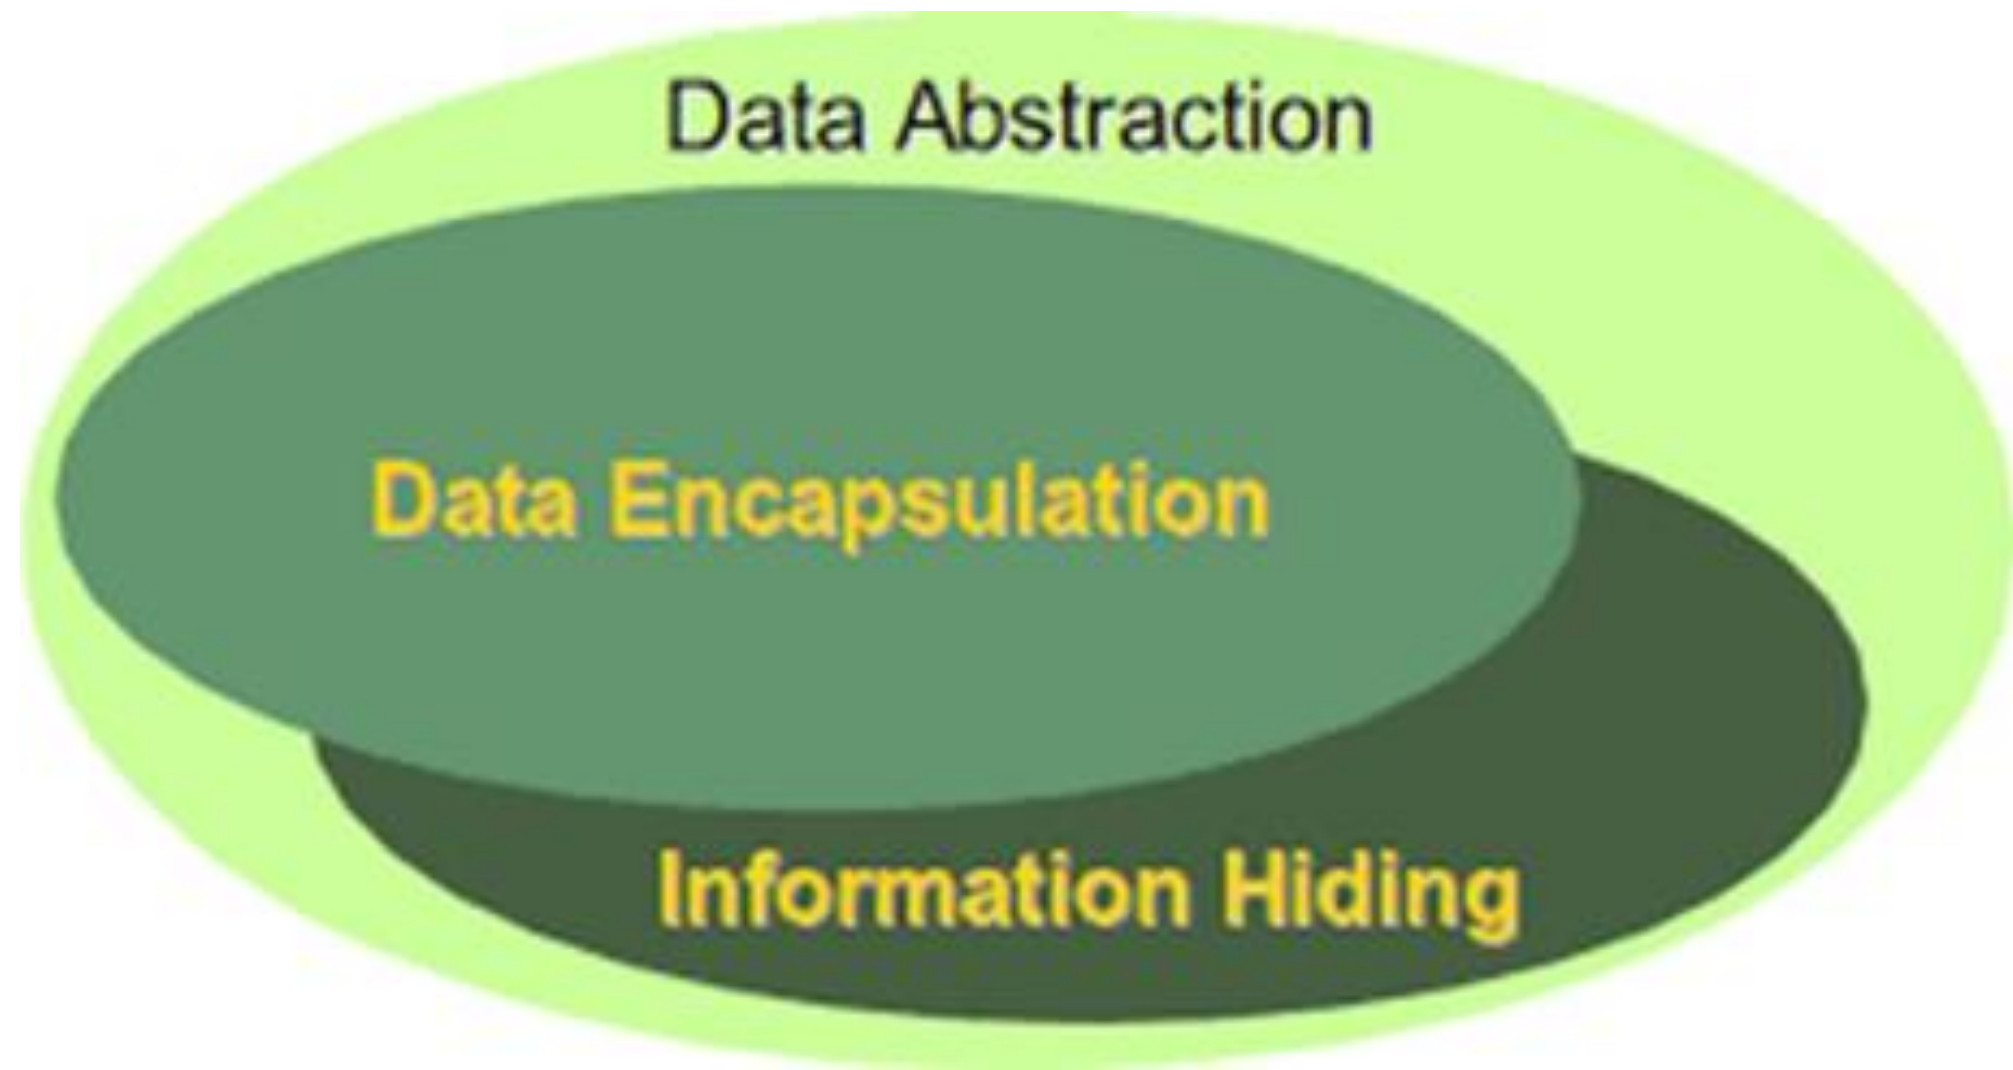 Data Abstraction
Data Encapsulation
Information Hiding